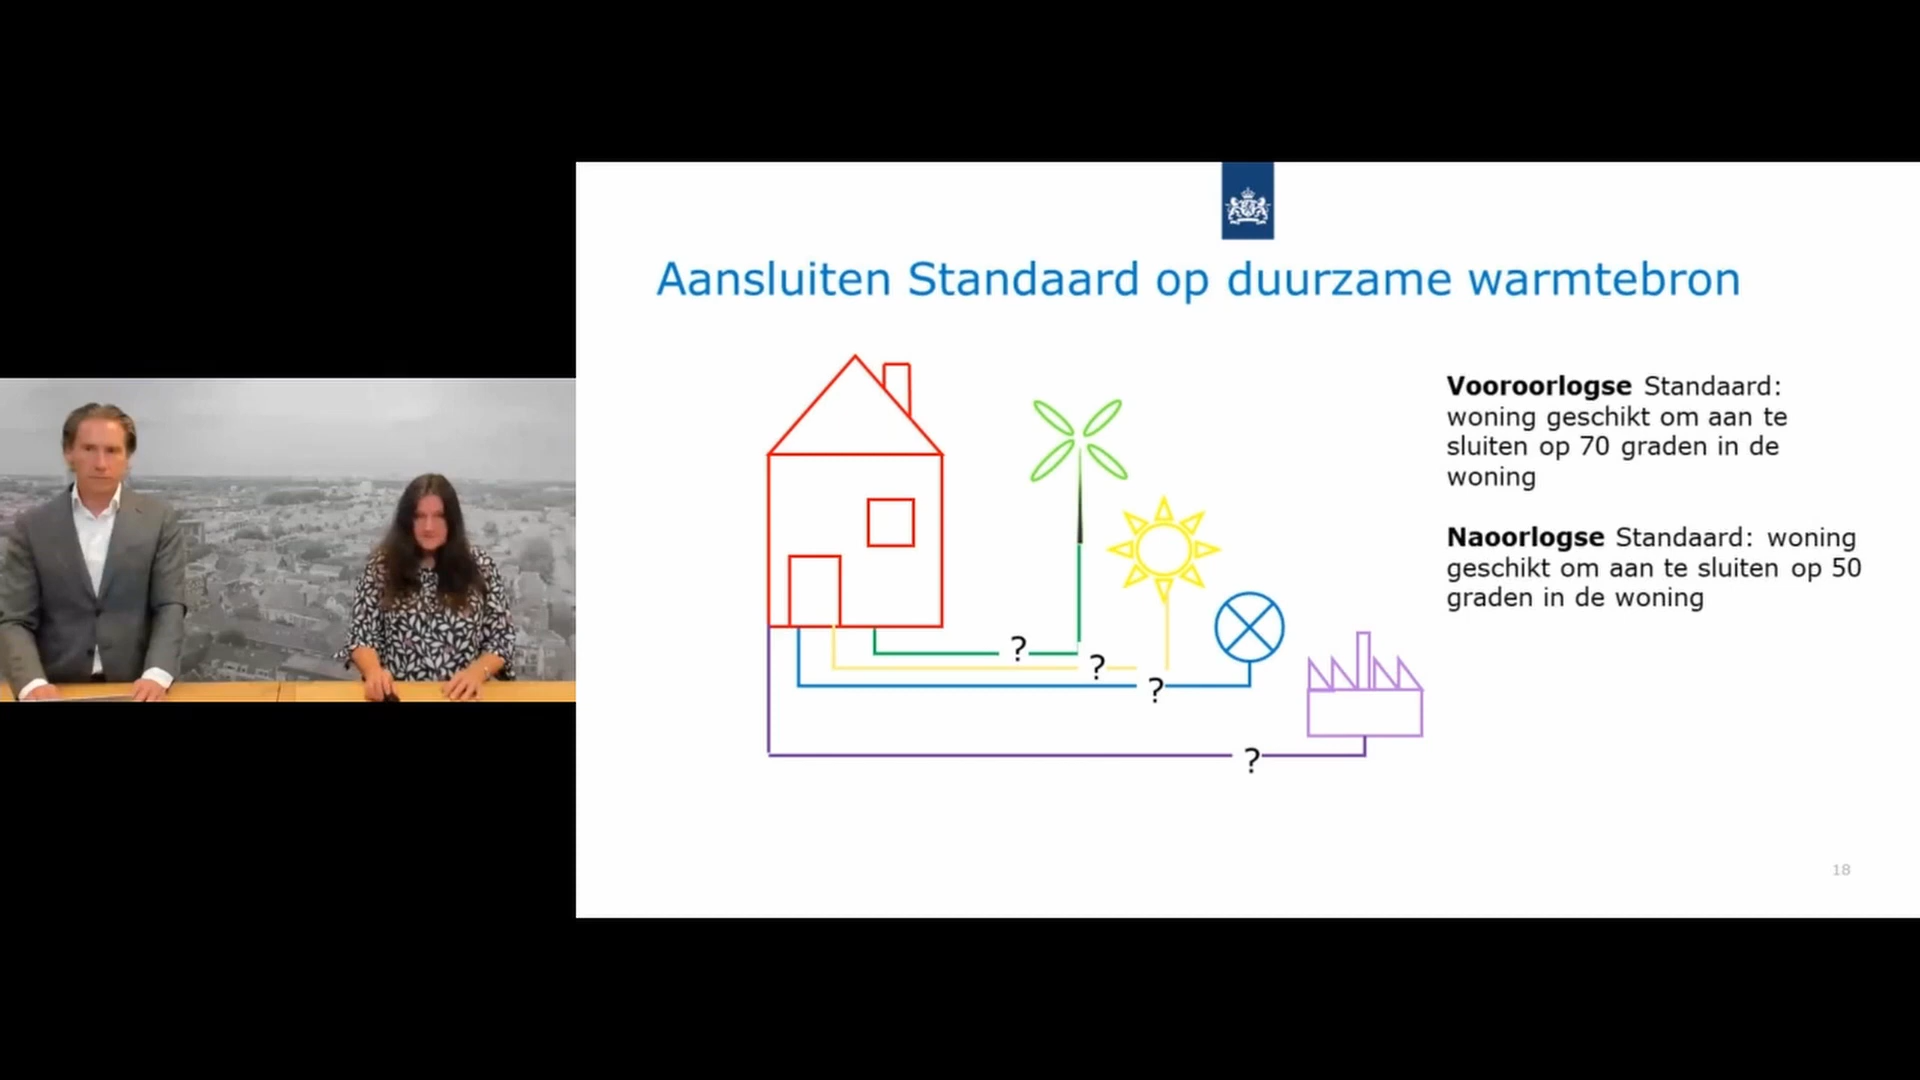 Aansluiten Standaard op duurzame warmtebron
Vooroorlogse Standaard:
woning geschikt om aan te
sluiten op 70 graden in de
woning
Naoorlogse Standaard: woning
geschikt om aan te sluiten op 50
graden in de woning
?
?
?
?
18